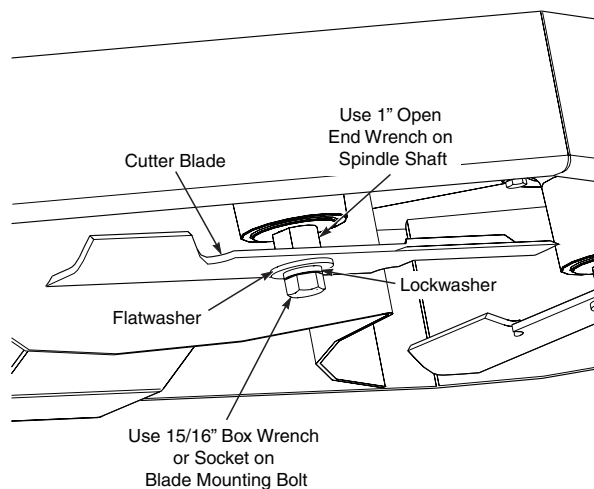 Use 1” Open
End Wrench on
Spindle Shaft
Cutter Blade
Lockwasher
Flatwasher
Use 15/16” Box Wrench
or Socket on
Blade Mounting Bolt